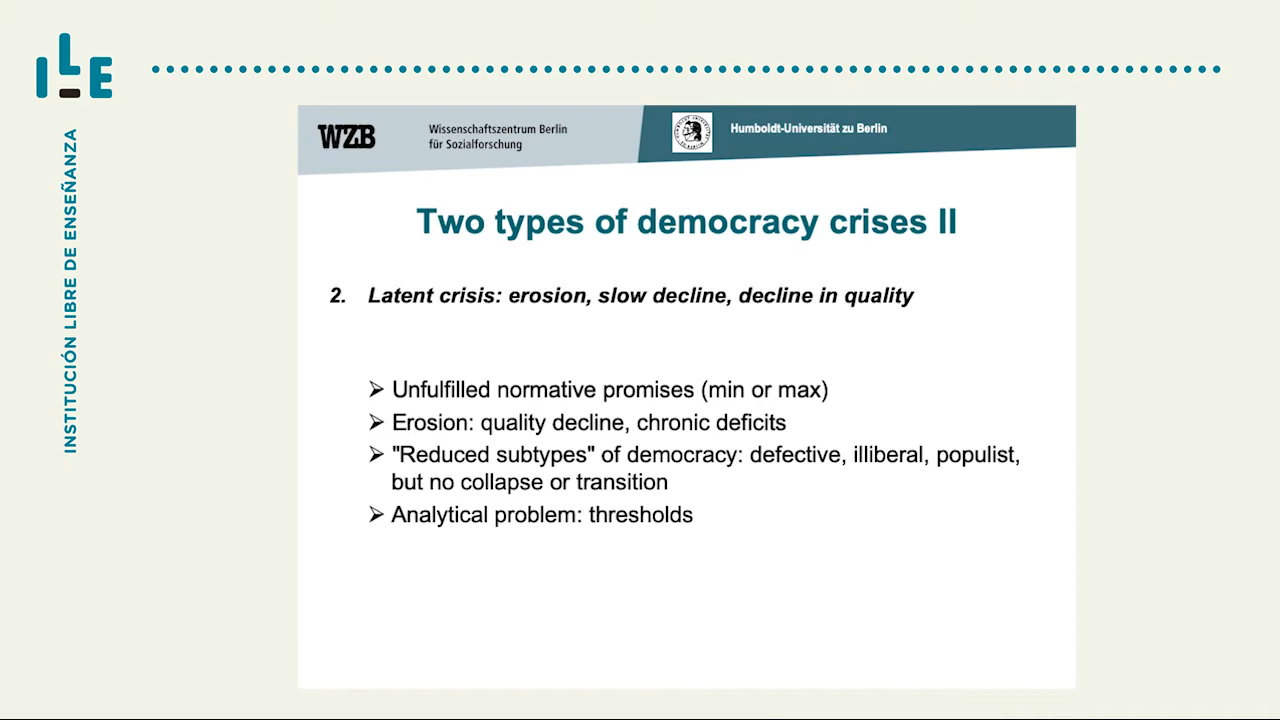 ILE
INSTITUCIÓN LIBRE DE ENSEÑANZA
WZB
Wissenschaftszentrum Berlin
für Sozialforschung
Humboldt-Universität zu Berlin
Two types of democracy crises II
2. Latent crisis: erosion, slow decline, decline in quality
➢ Unfulfilled normative promises (min or max)
➢ Erosion: quality decline, chronic deficits
➢ "Reduced subtypes" of democracy: defective, illiberal, populist,
but no collapse or transition
➢ Analytical problem: thresholds